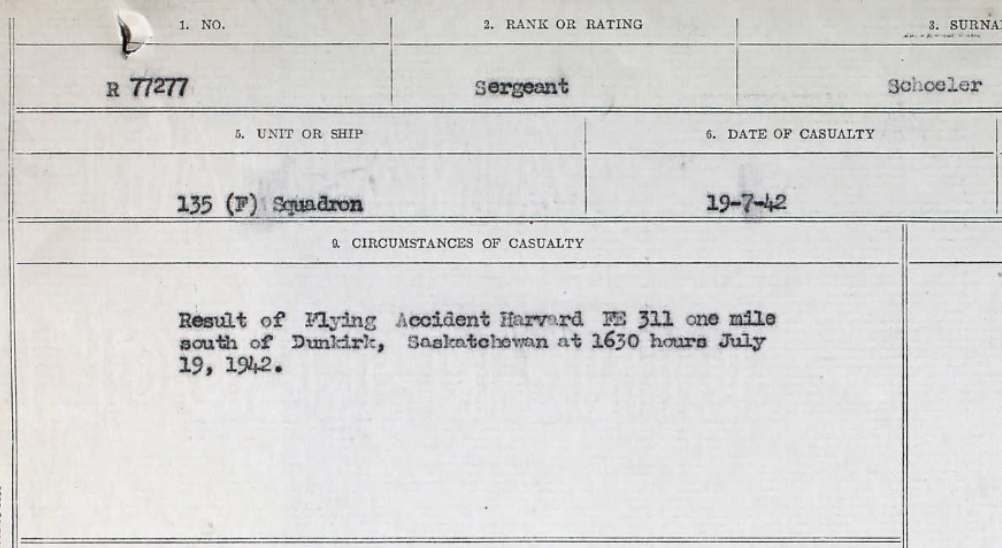 1. NO.
2. RANK OR RATING
3. SURNA
R 77277
Sergeant
Schoeler
5. UNIT OR SHIP
6. DATE OF CASUALTY
135 (F) Squadron
19-7-42
9. CIRCUMSTANCES OF CASUALTY
Result of Flying Accident Harvard FE 311 one mile
south of Dunkirk, Saskatchewan at 1630 hours July
19, 1942.